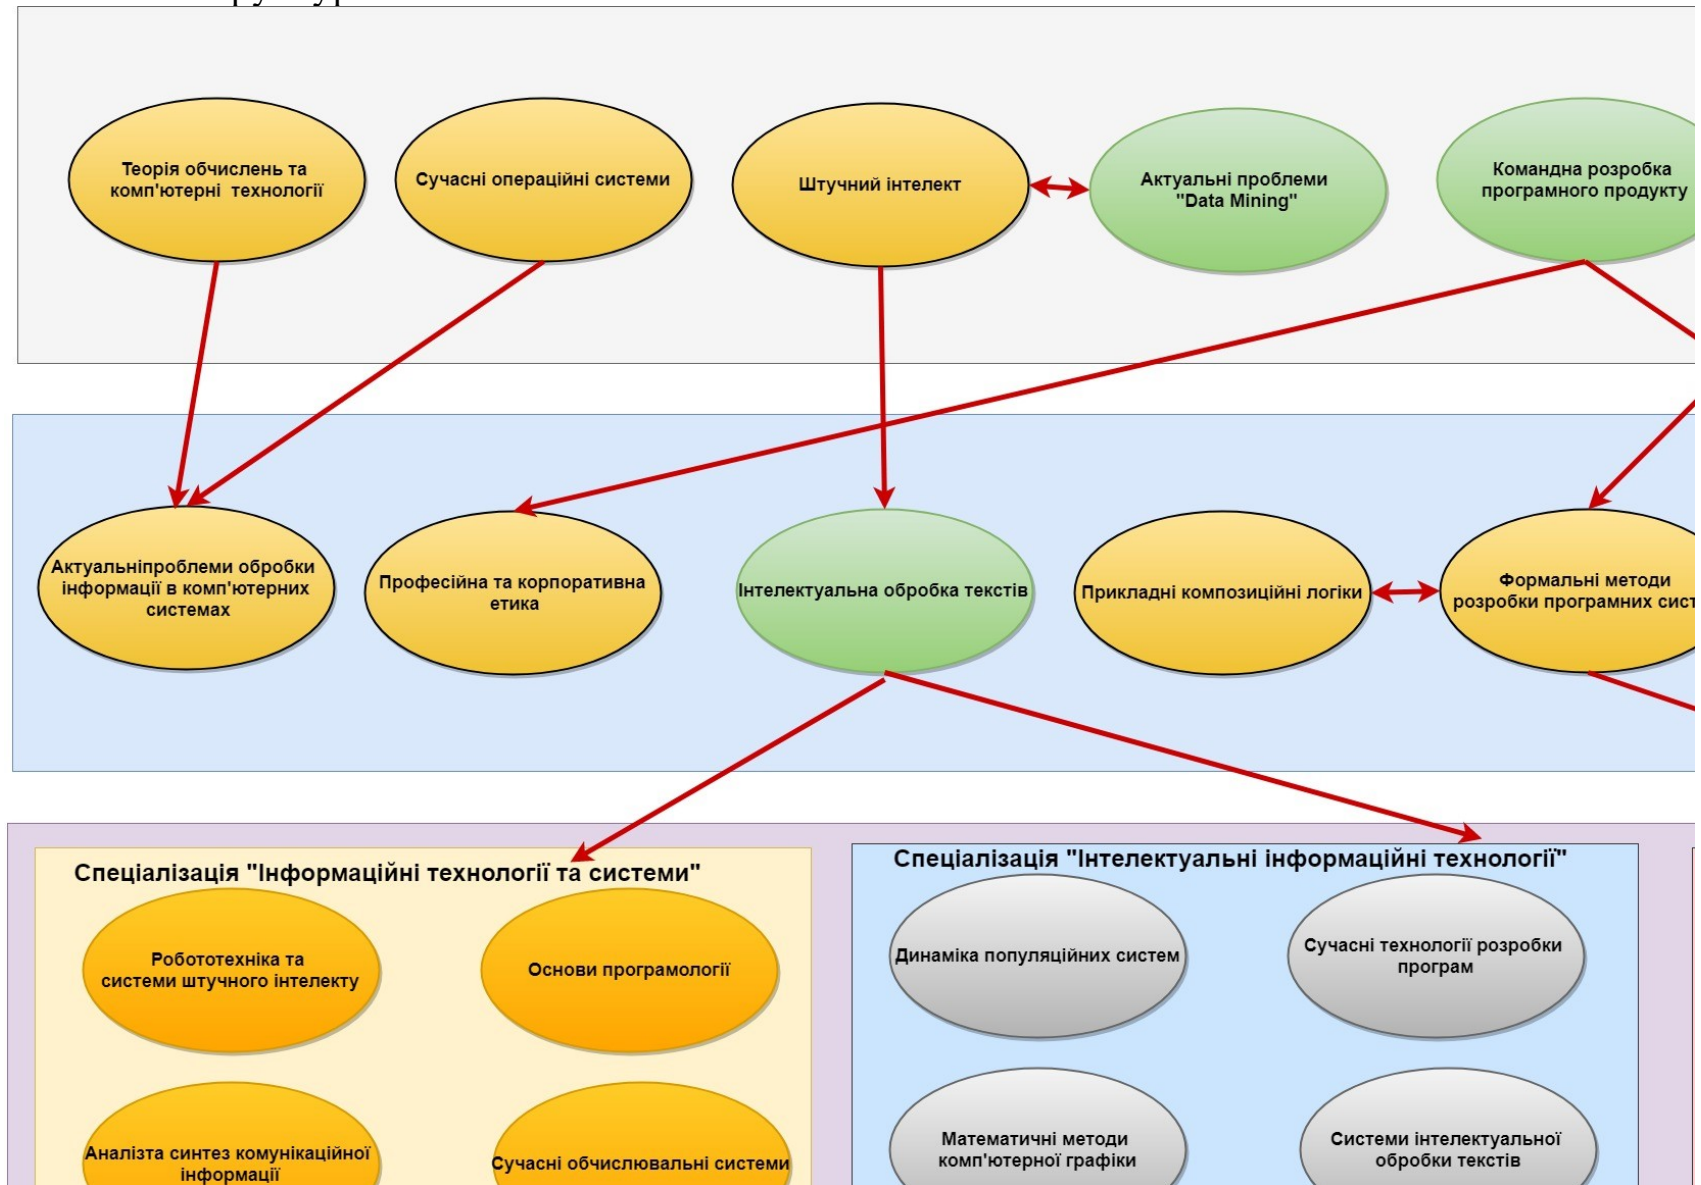 Теорія обчислень та
комп'ютерні технології
Сучасні операційні системи
Штучний інтелект
Актуальні проблеми
"Data Mining"
Командна розробка
програмного продукту
Актуальніпроблеми обробки
інформації в комп'ютерних
системах
Професійна та корпоративна
етика
Інтелектуальна обробка текстів
Прикладні композиційні логіки
Формальні методи
розробки програмних сист
Спеціалізація "Інформаційні технології та системи"
Робототехніка та
системи штучного інтелекту
Основи програмології
Аналізта синтез комунікаційної
інформації
Сучасні обчислювальні системи
Спеціалізація "Інтелектуальні інформаційні технології"
Динаміка популяційних систем
Сучасні технології розробки
програм
Математичні методи
комп'ютерної графіки
Системи інтелектуальної
обробки текстів